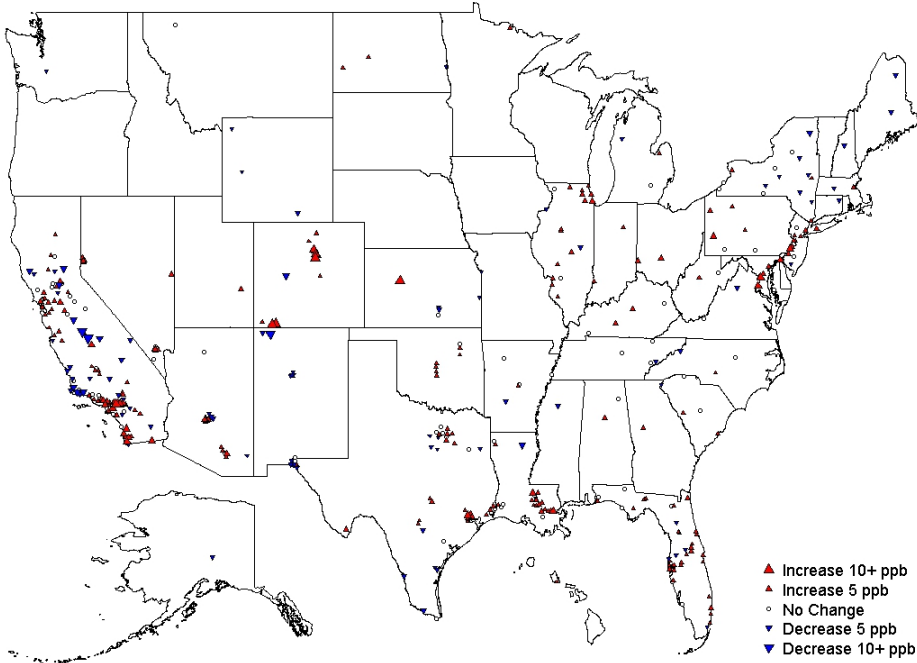 Increase 10+ ppb
Increase 5 ppb
No Change
Decrease 5 ppb
Decrease 10+ ppb